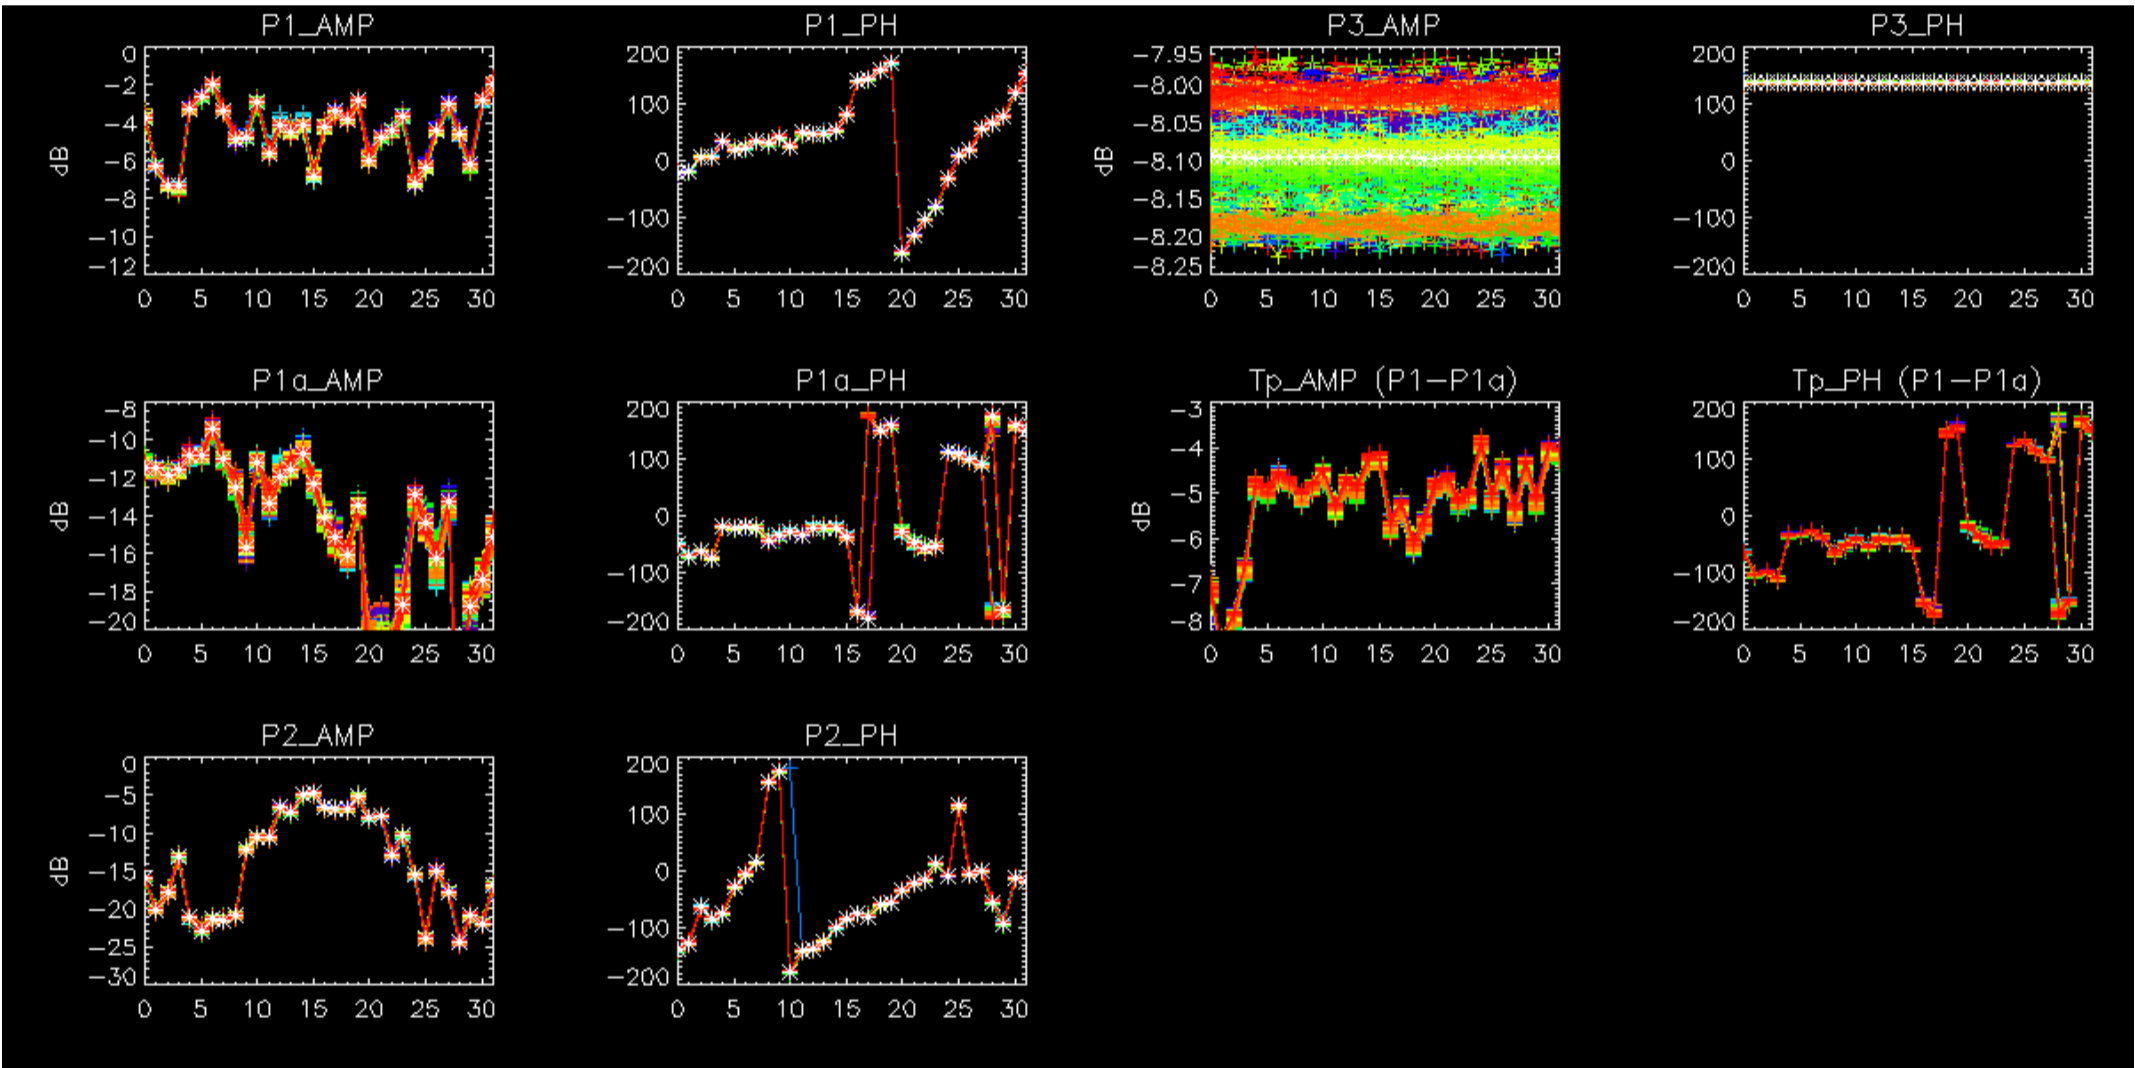 P1_AMP
0
−2
−4
−6
−8
−10
−12
dB
0 5 10 15 20 25 30
P1_PH
200
100
0
−100
−200
0 5 10 15 20 25 30
P3_AMP
−7.95
−8.00
−8.05
−8.10
−8.15
−8.20
−8.25
dB
0 5 10 15 20 25 30
P3_PH
200
100
0
−100
−200
0 5 10 15 20 25 30
P1a_AMP
−8
−10
−12
−14
−16
−18
−20
dB
0 5 10 15 20 25 30
P1a_PH
200
100
0
−100
−200
0 5 10 15 20 25 30
Tp_AMP (P1−P1a)
−3
−4
−5
−6
−7
−8
dB
0 5 10 15 20 25 30
Tp_PH (P1−P1a)
200
100
0
−100
−200
0 5 10 15 20 25 30
P2_AMP
0
−5
−10
−15
−20
−25
−30
dB
0 5 10 15 20 25 30
P2_PH
200
100
0
−100
−200
0 5 10 15 20 25 30